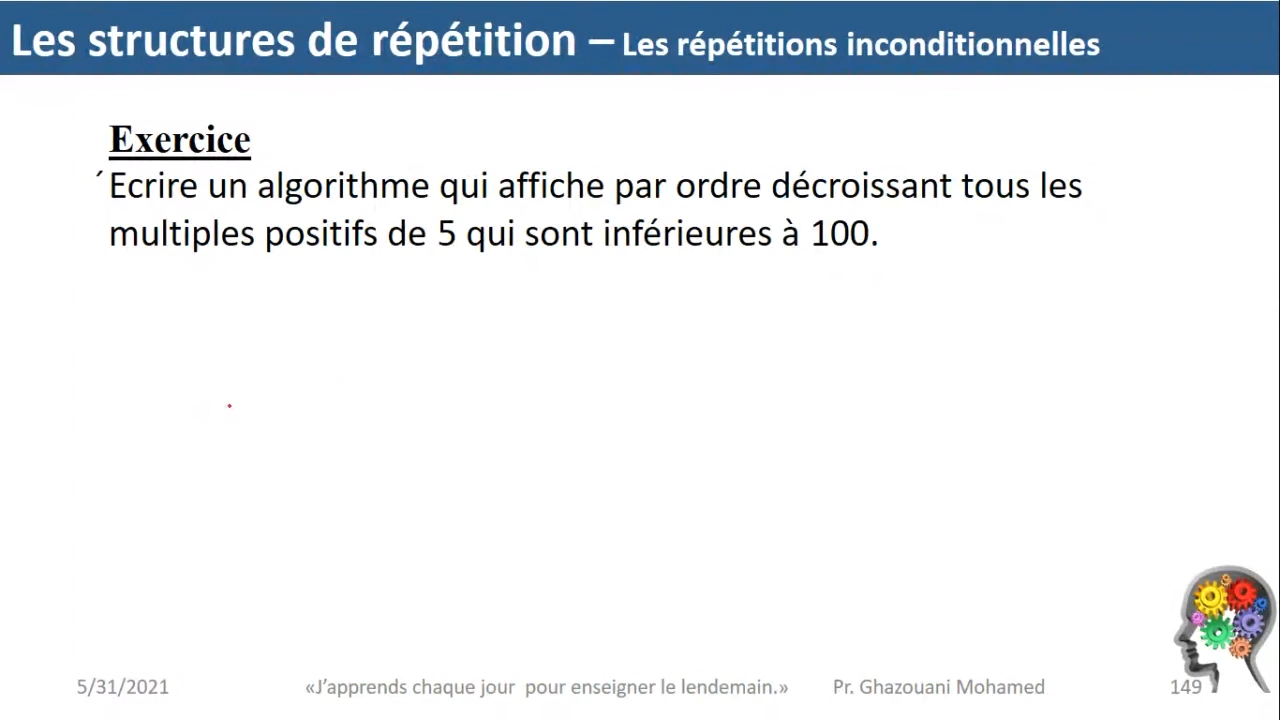 Les structures de répétition – Les répétitions inconditionnelles
Exercice
´Ecrire un algorithme qui affiche par ordre décroissant tous les
multiples positifs de 5 qui sont inférieures à 100.
5/31/2021
«J’apprends chaque jour pour enseigner le lendemain.»
Pr. Ghazouani Mohamed
149